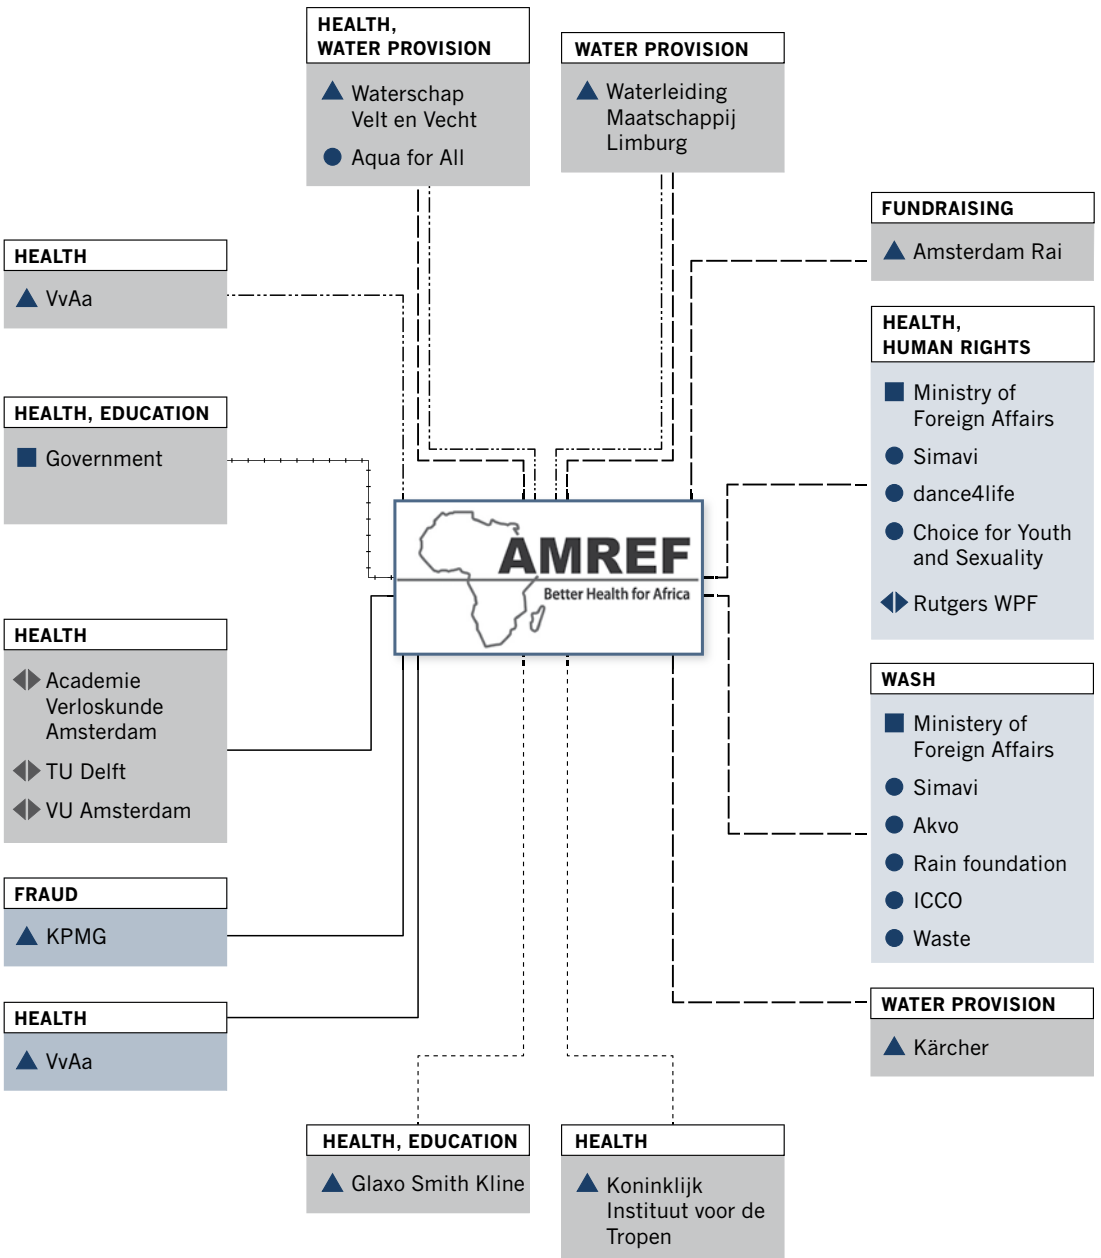 HEALTH,
WATER PROVISION
Waterschap
Velt en Vecht
Aqua for All
WATER PROVISION
Waterleiding
Maatschappij
Limburg
FUNDRAISING
Amsterdam Rai
HEALTH
VvAa
HEALTH,
HUMAN RIGHTS
Ministry of
Foreign Affairs
Simavi
dance4life
Choice for Youth
and Sexuality
Rutgers WPF
HEALTH, EDUCATION
Government
AMREF
Better Health for Africa
HEALTH
Academie
Verloskunde
Amsterdam
TU Delft
VU Amsterdam
WASH
Ministery of
Foreign Affairs
Simavi
Akvo
Rain foundation
ICCO
Waste
FRAUD
KPMG
HEALTH
VvAa
WATER PROVISION
Kärcher
HEALTH, EDUCATION
Glaxo Smith Kline
HEALTH
Koninklijk
Instituut voor de
Tropen